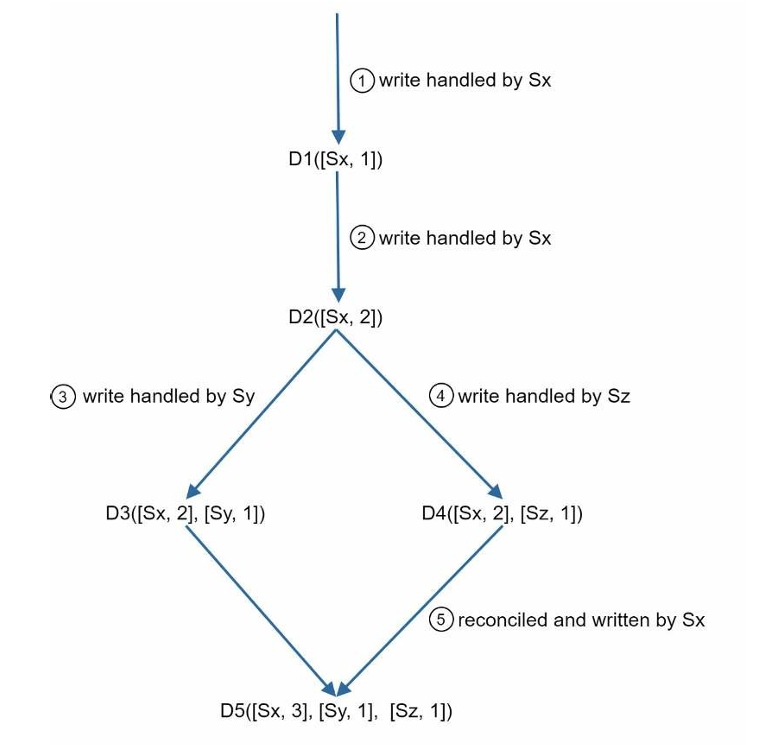 ① write handled by Sx
D1([Sx, 1])
② write handled by Sx
D2([Sx, 2])
③ write handled by Sy
④ write handled by Sz
D3([Sx, 2], [Sy, 1])
D4([Sx, 2], [Sz, 1])
⑤ reconciled and written by Sx
D5([Sx, 3], [Sy, 1], [Sz, 1])